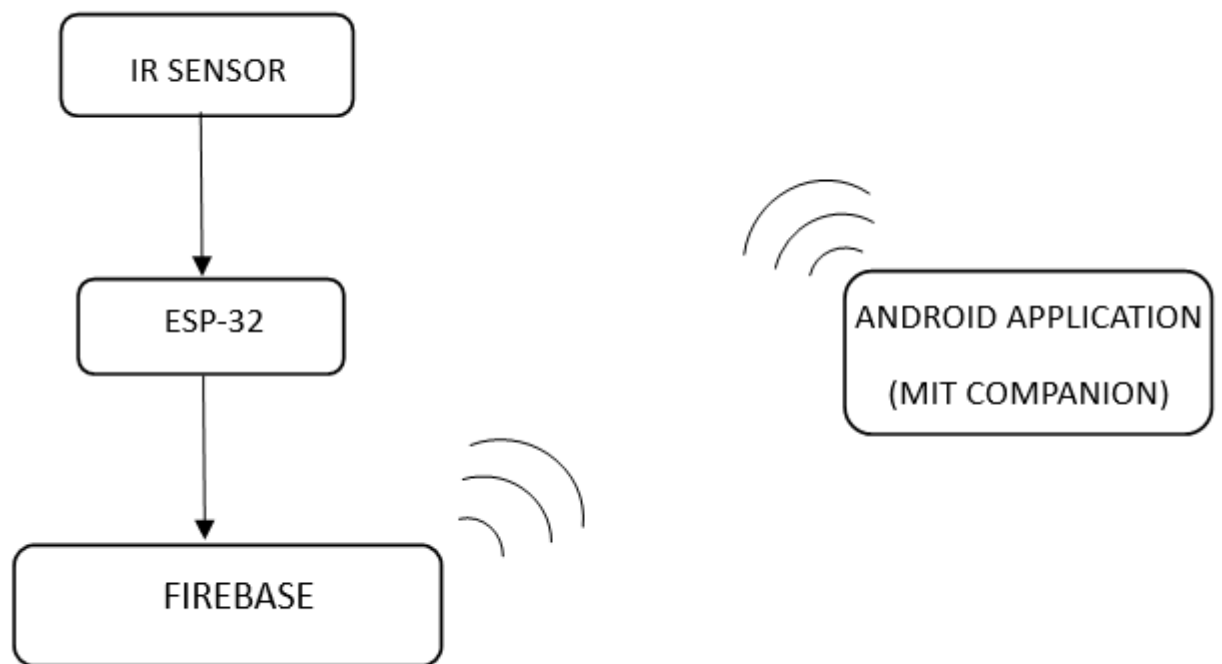 IR SENSOR
ESP-32
FIREBASE
ANDROID APPLICATION
(MIT COMPANION)